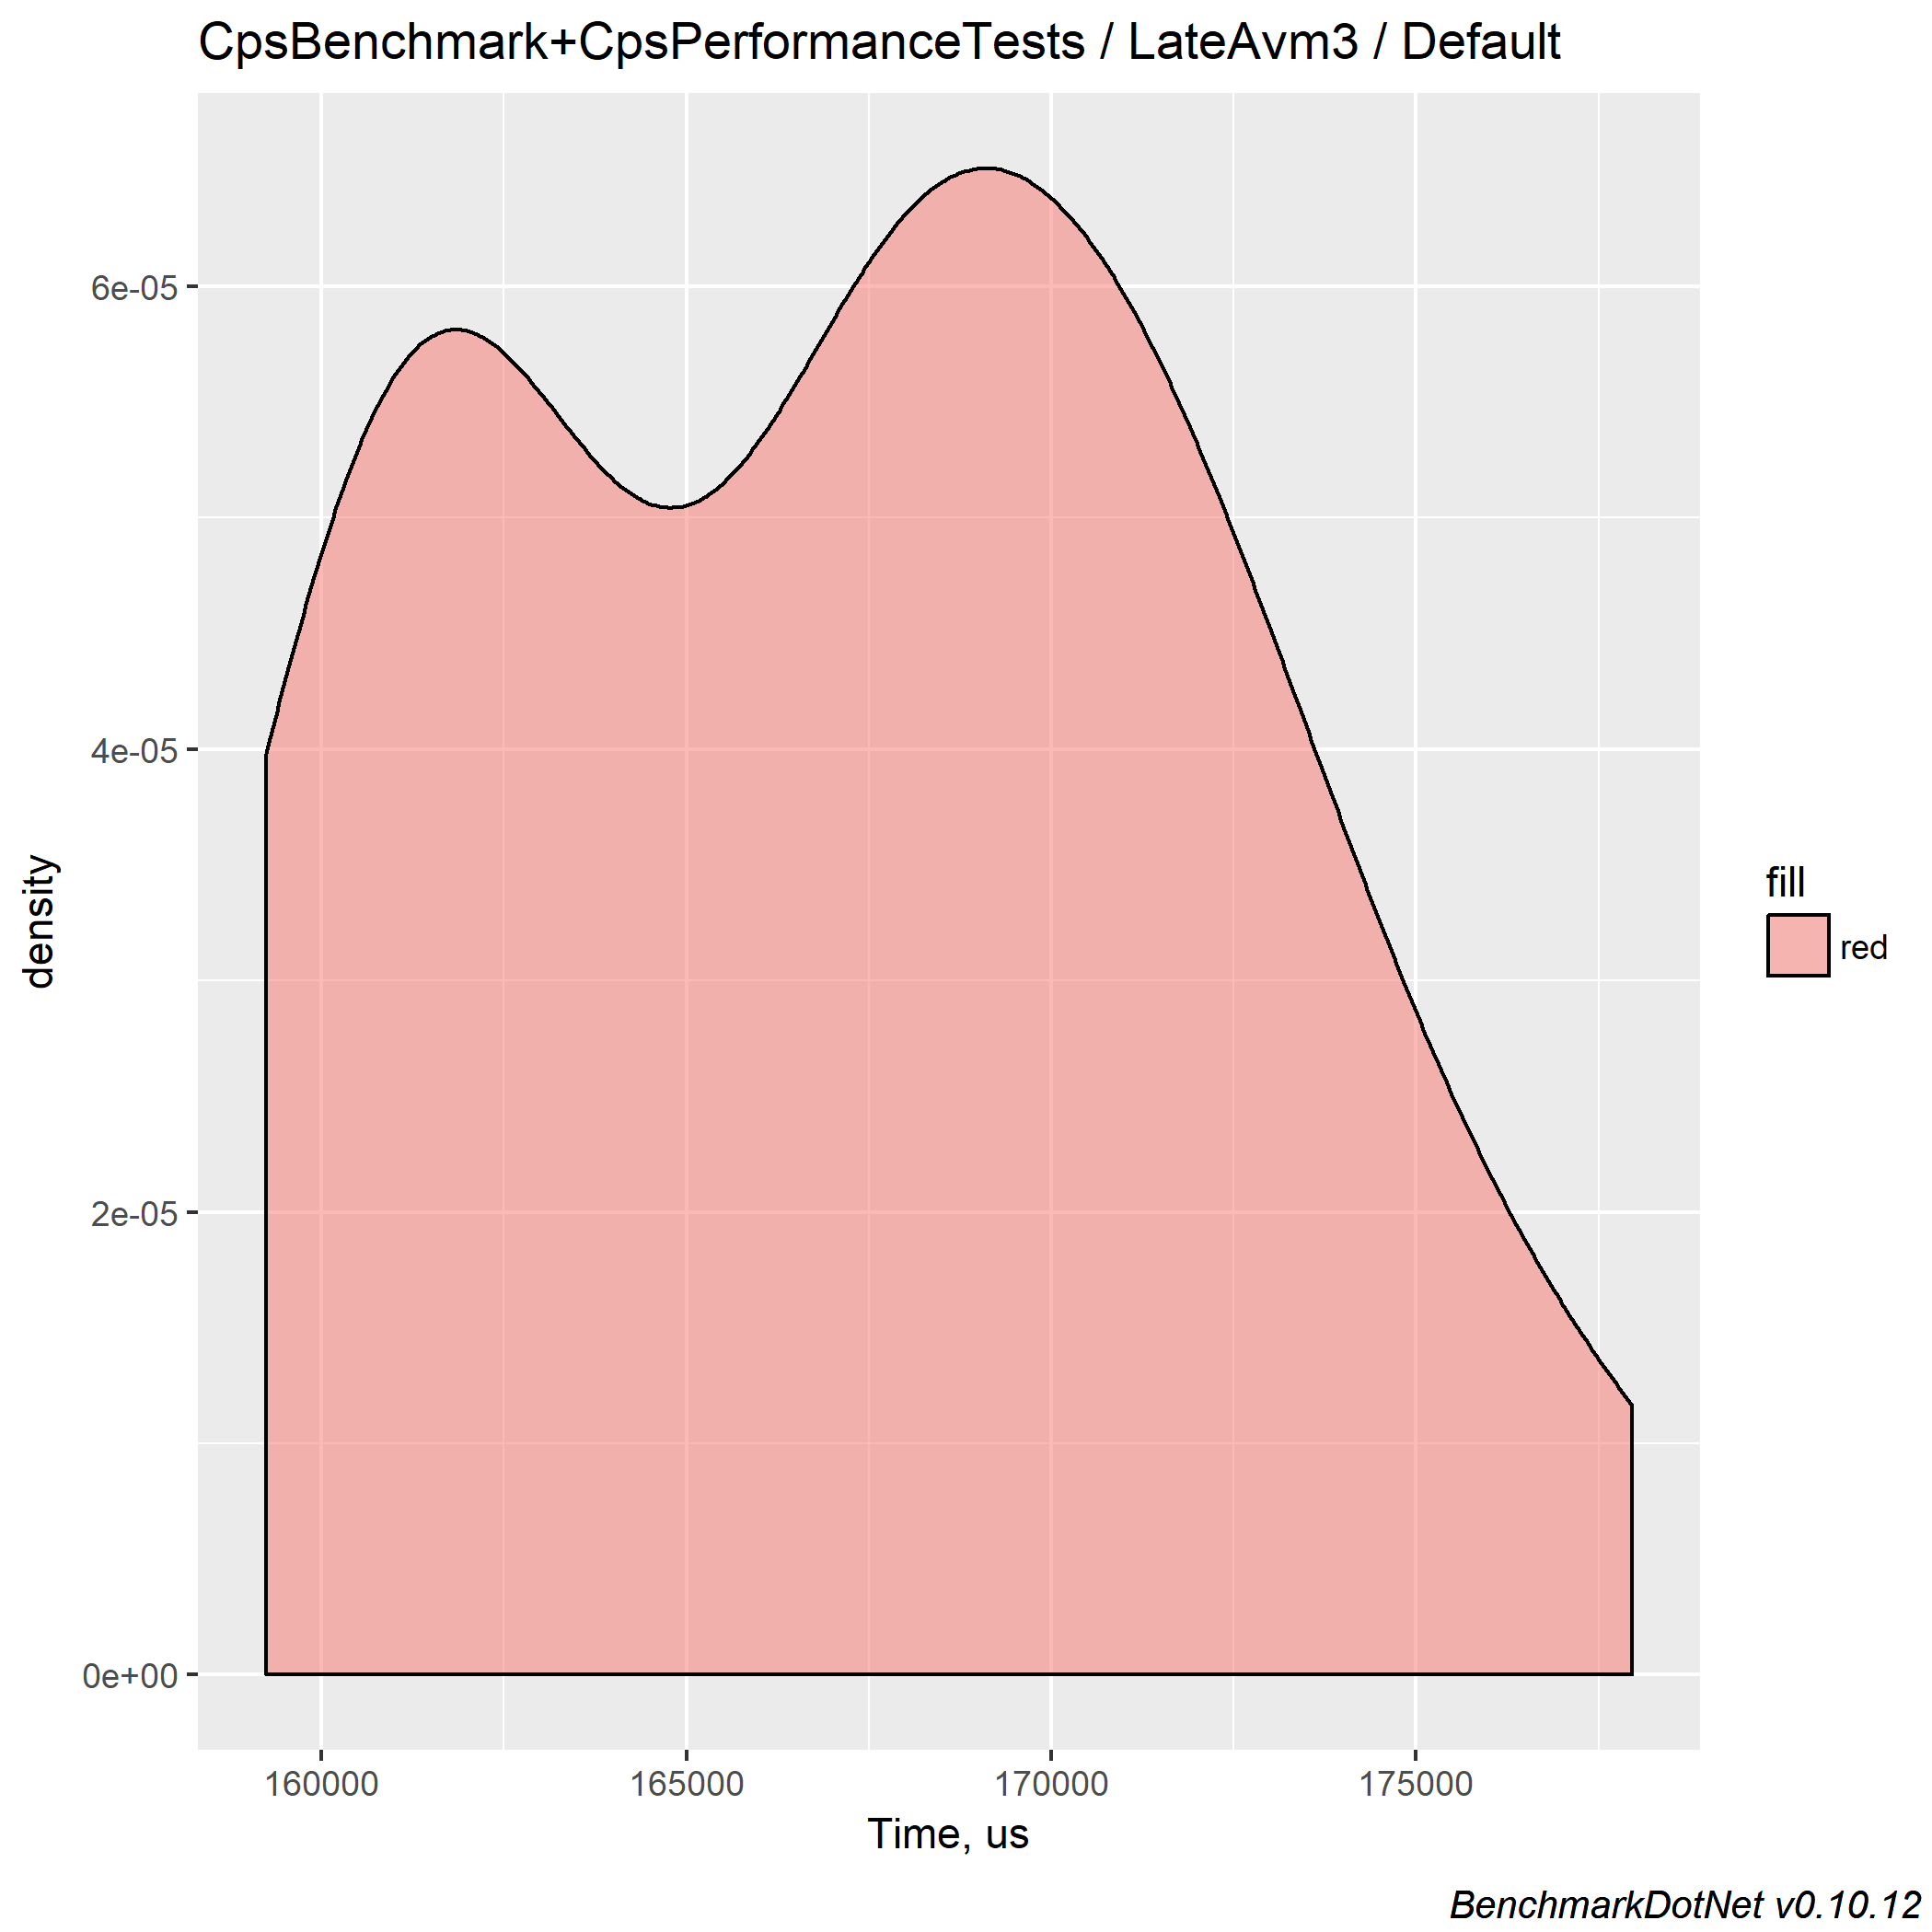 CpsBenchmark+CpsPerformanceTests / LateAvm3 / Default
6e-05
4e-05
2e-05
0e+00
density
160000
165000
170000
175000
Time, us
fill
red
BenchmarkDotNet v0.10.12